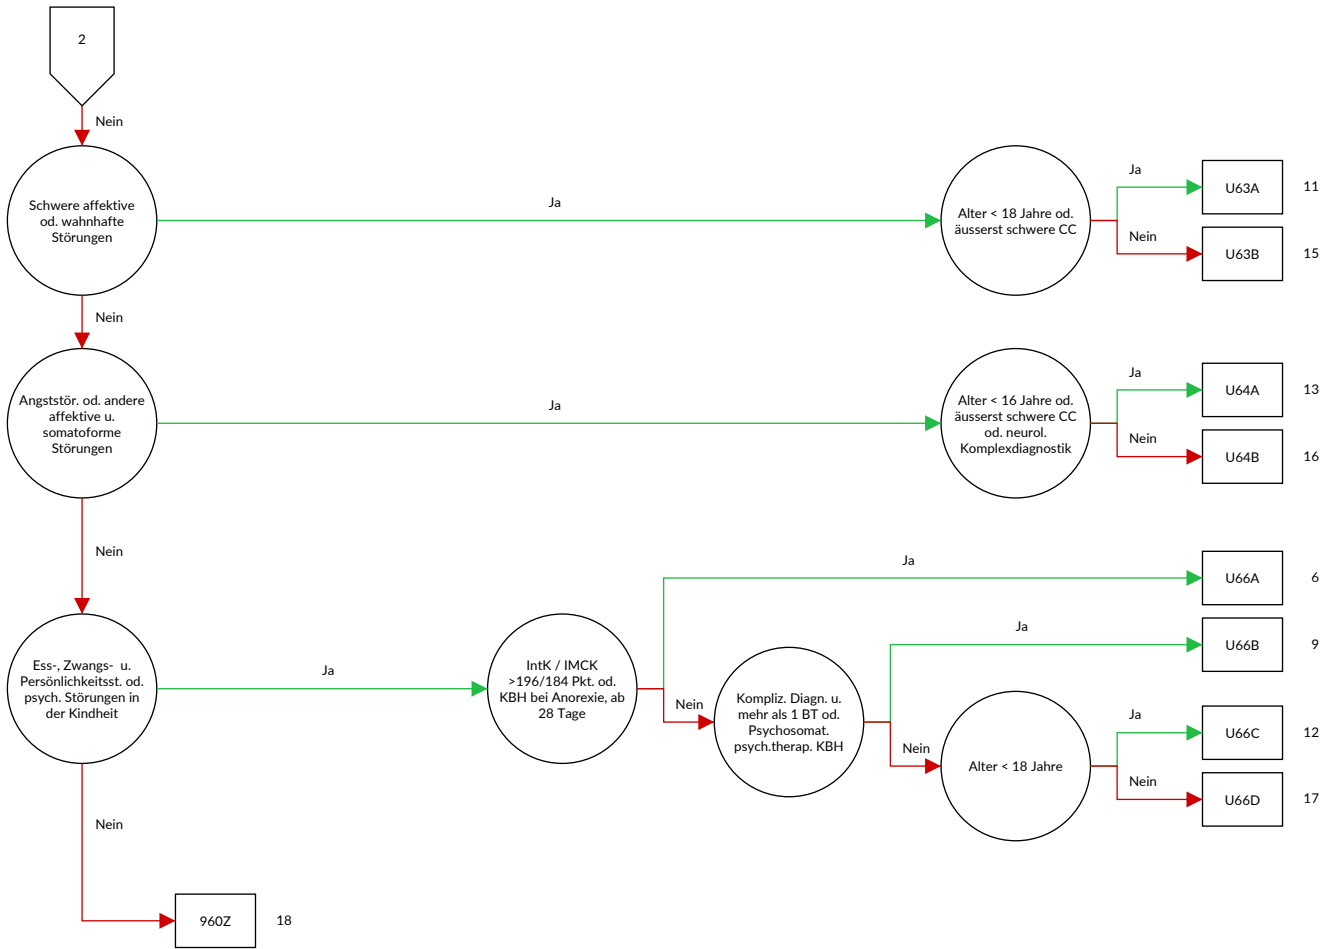 2
Nein
Schwere affektive
od. wahnhafte
Störungen
Ja
Alter < 18 Jahre od.
äusserst schwere CC
Ja
U63A
11
Nein
U63B
15
Nein
Angststör. od. andere
affektive u.
somatoforme
Störungen
Ja
Alter < 16 Jahre od.
äusserst schwere CC
od. neurol.
Komplexdiagnostik
Ja
U64A
13
Nein
U64B
16
Nein
Ess-, Zwangs- u.
Persönlichkeitsst. od.
psych. Störungen in
der Kindheit
Ja
IntK / IMCK
>196/184 Pkt. od.
KBH bei Anorexie, ab
28 Tage
Ja
U66A
6
Nein
Kompliz. Diagn. u.
mehr als 1 BT od.
Psychosomat.
psych.therap. KBH
Ja
U66B
9
Nein
Alter < 18 Jahre
Ja
U66C
12
Nein
U66D
17
Nein
960Z
18